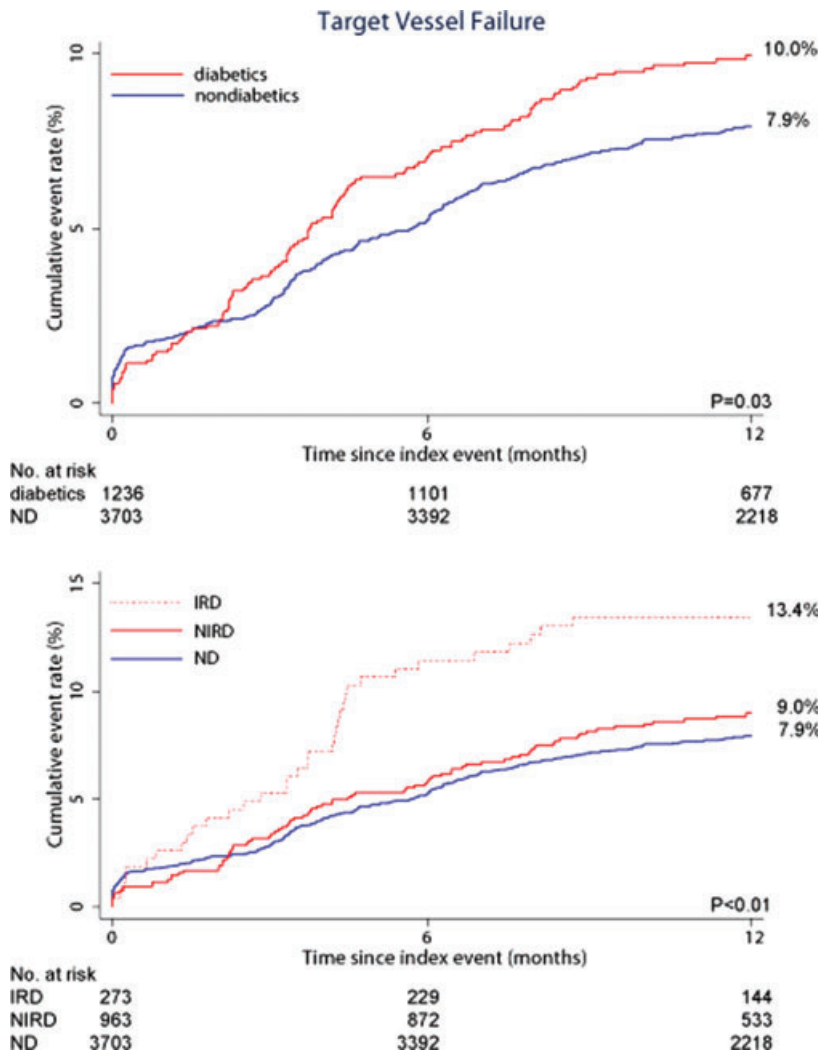 Target Vessel Failure
10
5
0
Cumulative event rate (%)
diabetics
nondiabetics
10.0%
7.9%
P=0.03
0 6 12
Time since index event (months)
No. at risk
diabetics 1236 1101 677
ND 3703 3392 2218
15
10
5
0
Cumulative event rate (%)
IRD
NIRD
ND
13.4%
9.0%
7.9%
P<0.01
0 6 12
Time since index event (months)
No. at risk
IRD 273 229 144
NIRD 963 872 533
ND 3703 3392 2218